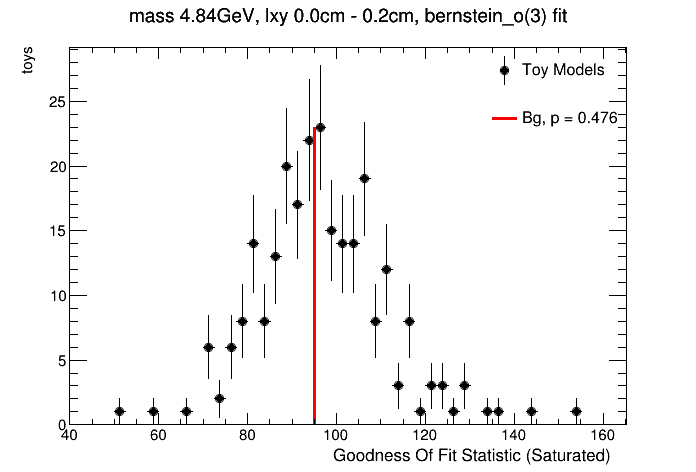 mass 4.84GeV, lxy 0.0cm - 0.2cm, bernstein_o(3) fit
toys
Toy Models
Bg, p = 0.476
25
20
15
10
5
0
40 60 80 100 120 140 160
Goodness Of Fit Statistic (Saturated)